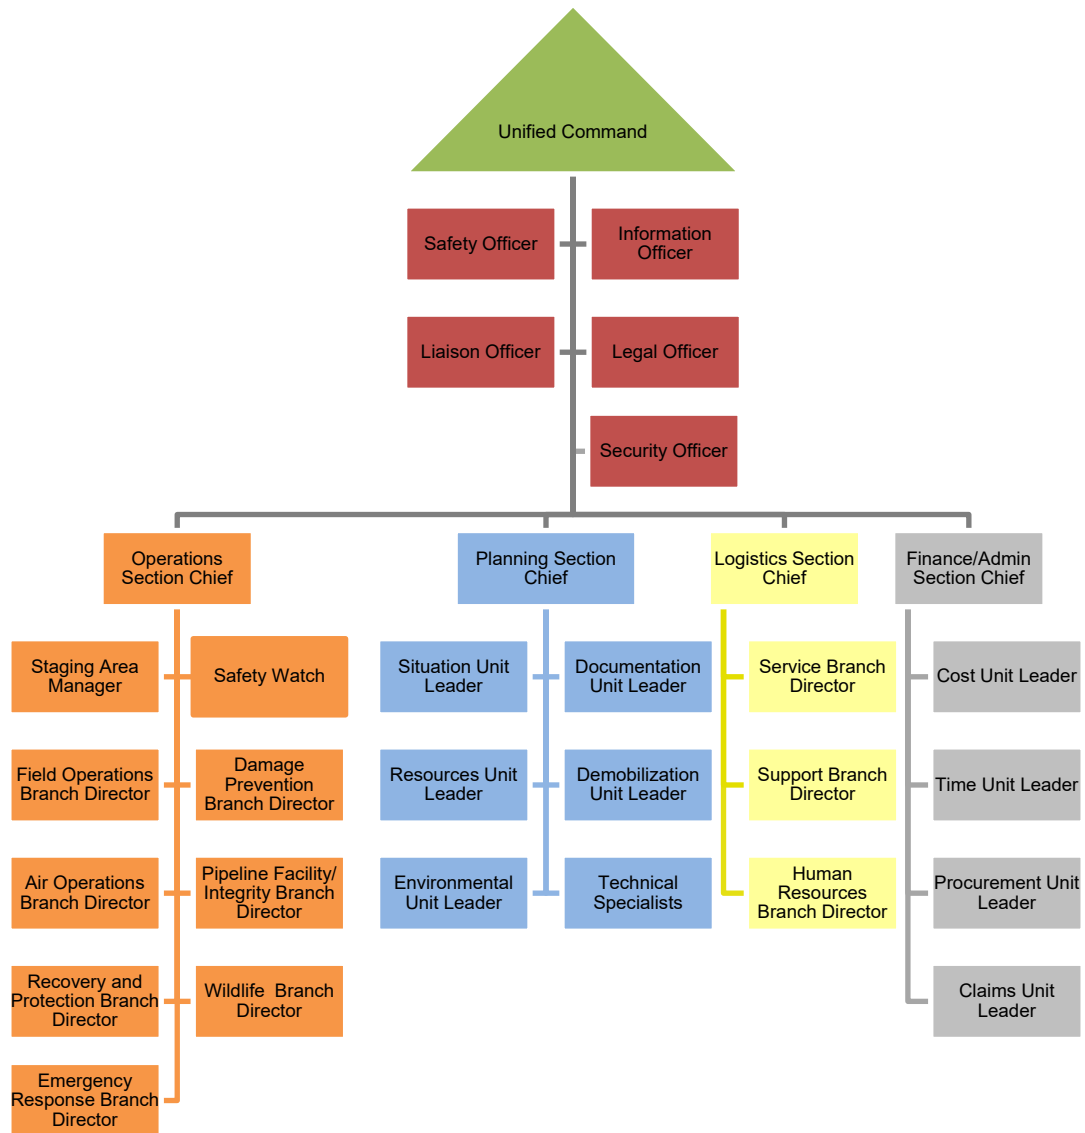 Unified Command
Safety Officer
Information
Officer
Liaison Officer
Legal Officer
Security Officer
Operations
Section Chief
Planning Section
Chief
Logistics Section
Chief
Finance/Admin
Section Chief
Staging Area
Manager
Safety Watch
Situation Unit
Leader
Documentation
Unit Leader
Service Branch
Director
Cost Unit Leader
Field Operations
Branch Director
Damage
Prevention
Branch Director
Resources Unit
Leader
Demobilization
Unit Leader
Support Branch
Director
Time Unit Leader
Air Operations
Branch Director
Pipeline Facility/
Integrity Branch
Director
Environmental
Unit Leader
Technical
Specialists
Human
Resources
Branch Director
Procurement Unit
Leader
Recovery and
Protection Branch
Director
Wildlife  Branch
Director
Claims Unit
Leader
Emergency
Response Branch
Director